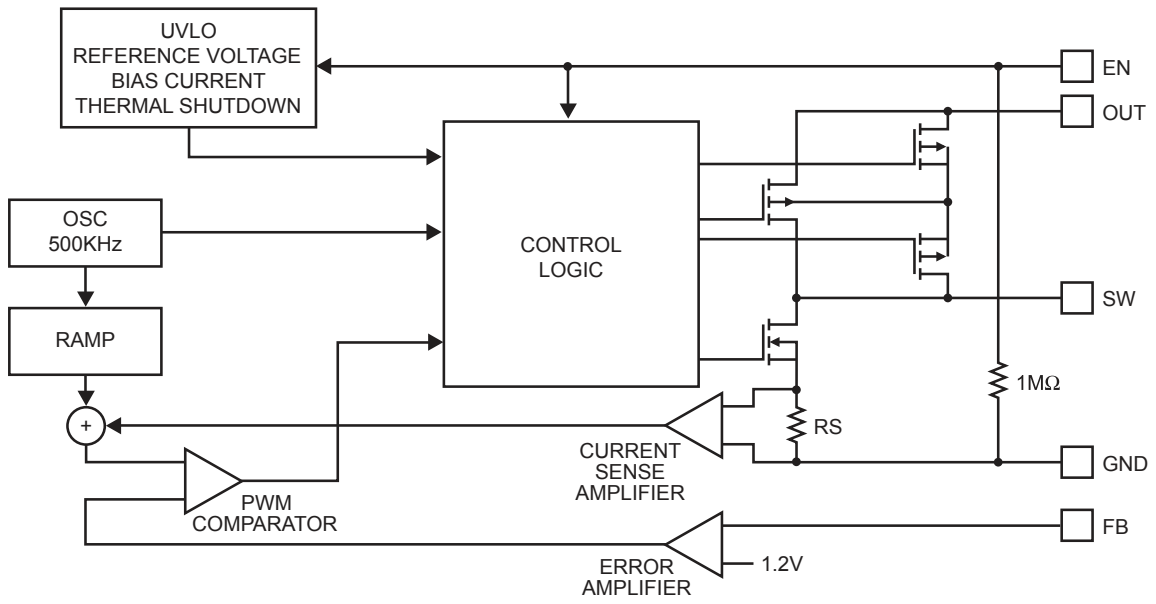 UVLO
REFERENCE VOLTAGE
BIAS CURRENT
THERMAL SHUTDOWN
EN
OUT
OSC
500KHz
CONTROL
LOGIC
SW
RAMP
1MΩ
+
RS
CURRENT
SENSE
AMPLIFIER
GND
PWM
COMPARATOR
FB
ERROR
AMPLIFIER
1.2V